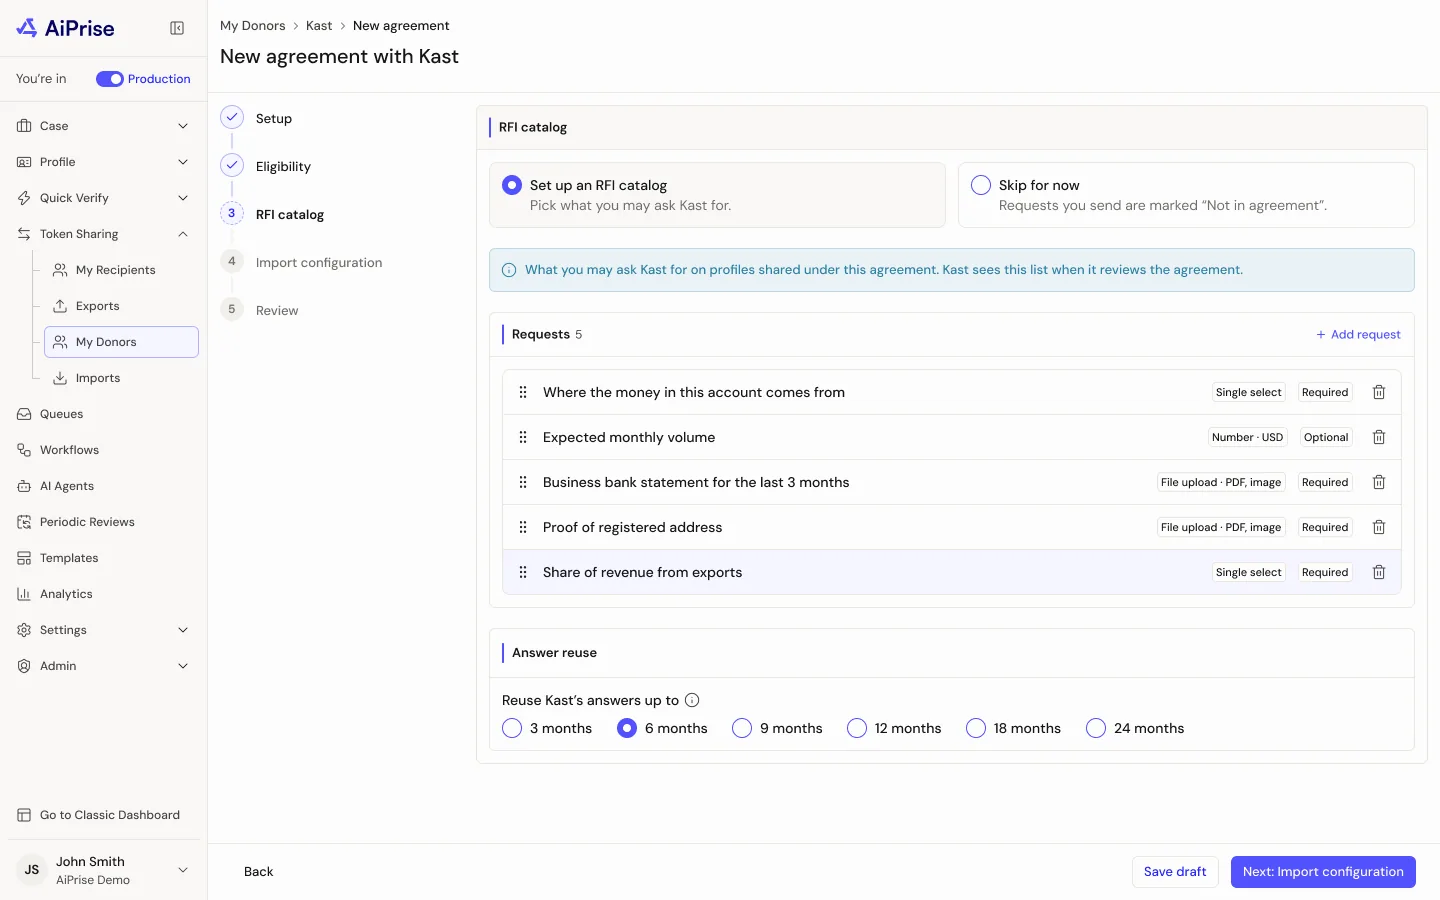 AiPrise
You're in Production
Case
Profile
Quick Verify
Token Sharing
My Recipients
Exports
My Donors
Imports
Queues
Workflows
AI Agents
Periodic Reviews
Templates
Analytics
Settings
Admin
Go to Classic Dashboard
JS
John Smith
AiPrise Demo
My Donors > Kast > New agreement
New agreement with Kast
Setup
Eligibility
3 RFI catalog
4 Import configuration
5 Review
RFI catalog
Set up an RFI catalog
Pick what you may ask Kast for.
Skip for now
Requests you send are marked “Not in agreement”.
What you may ask Kast for on profiles shared under this agreement. Kast sees this list when it reviews the agreement.
Requests 5
+ Add request
Where the money in this account comes from Single select Required
Expected monthly volume Number · USD Optional
Business bank statement for the last 3 months File upload · PDF, image Required
Proof of registered address File upload · PDF, image Required
Share of revenue from exports Single select Required
Answer reuse
Reuse Kast’s answers up to
3 months 6 months 9 months 12 months 18 months 24 months
Back
Save draft
Next: Import configuration